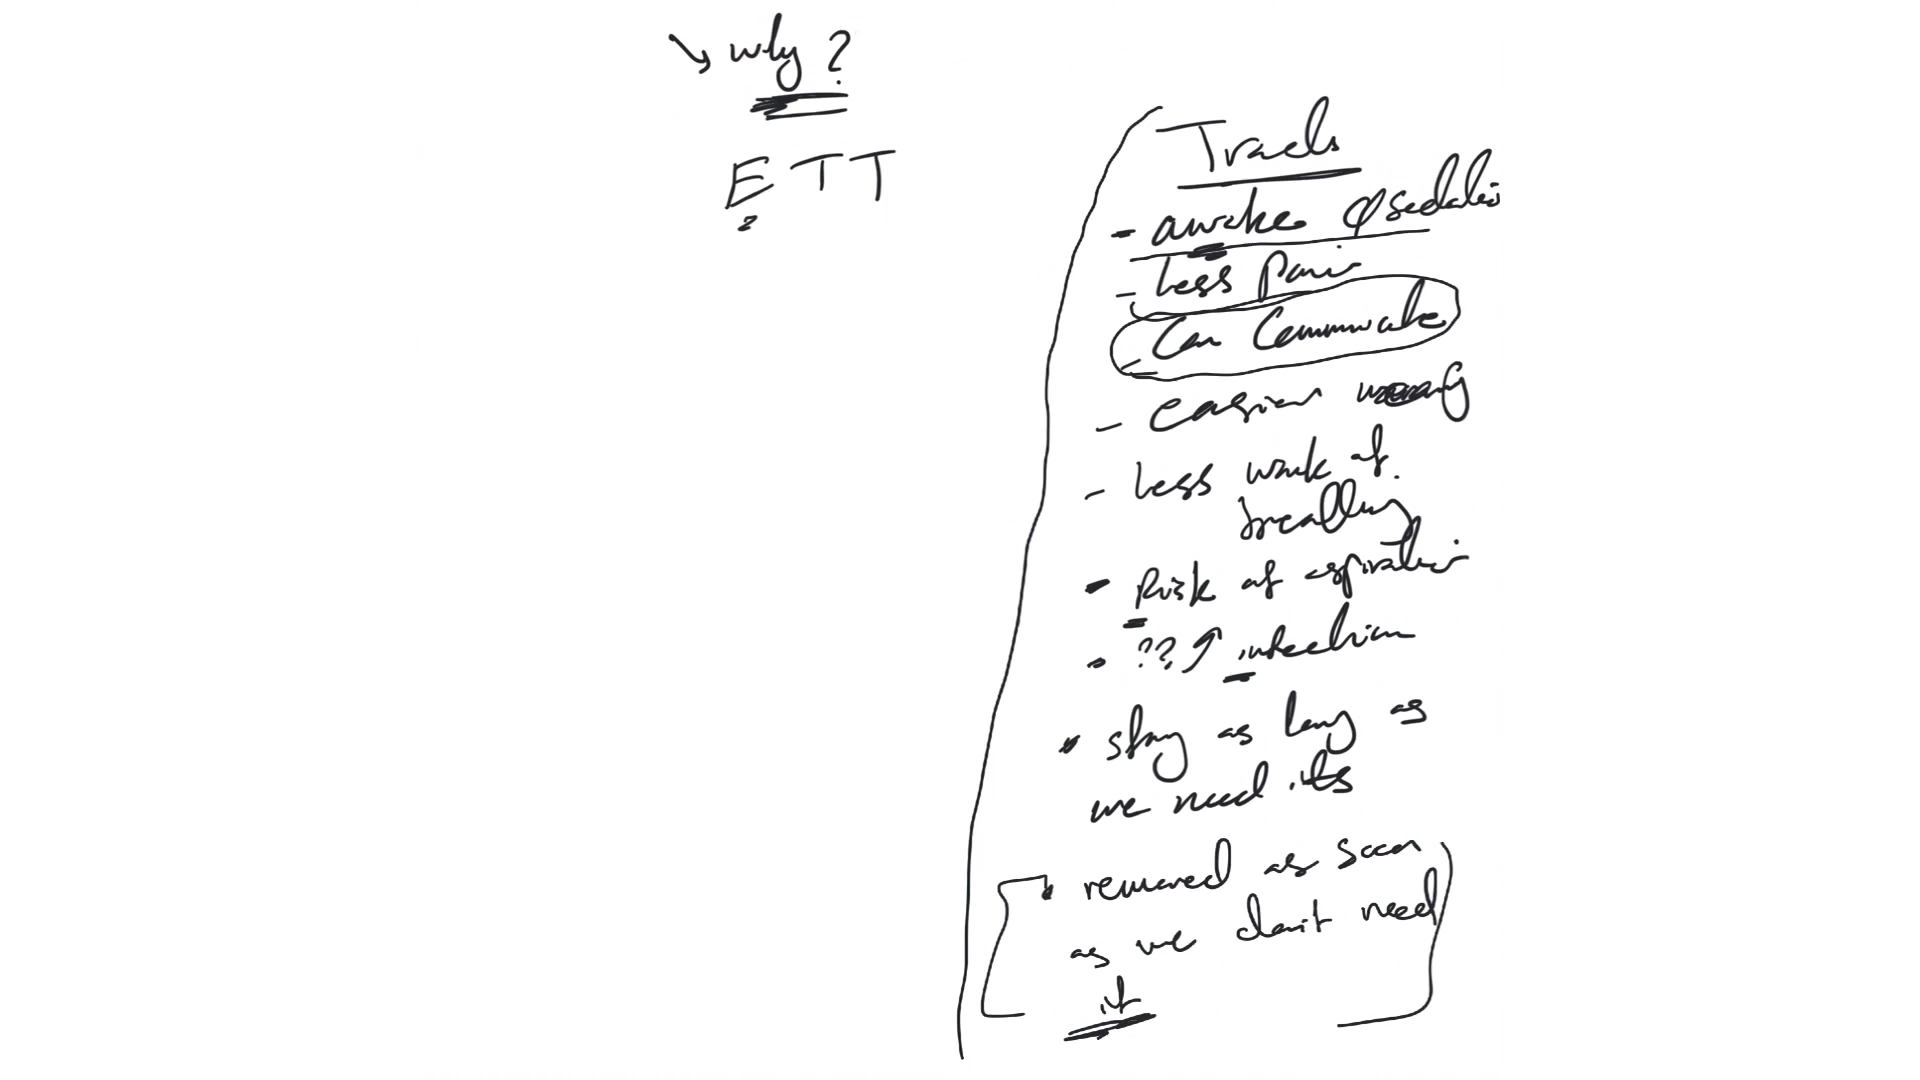 why?
ETT
Trach
- awake φ sedation
- less pain
- Can Communicate
- easier weaning
- less work of
breathing
- Risk of aspiration
- ??↑ infection
• stay as long as
we need its
• removed as soon
as we don't need
it